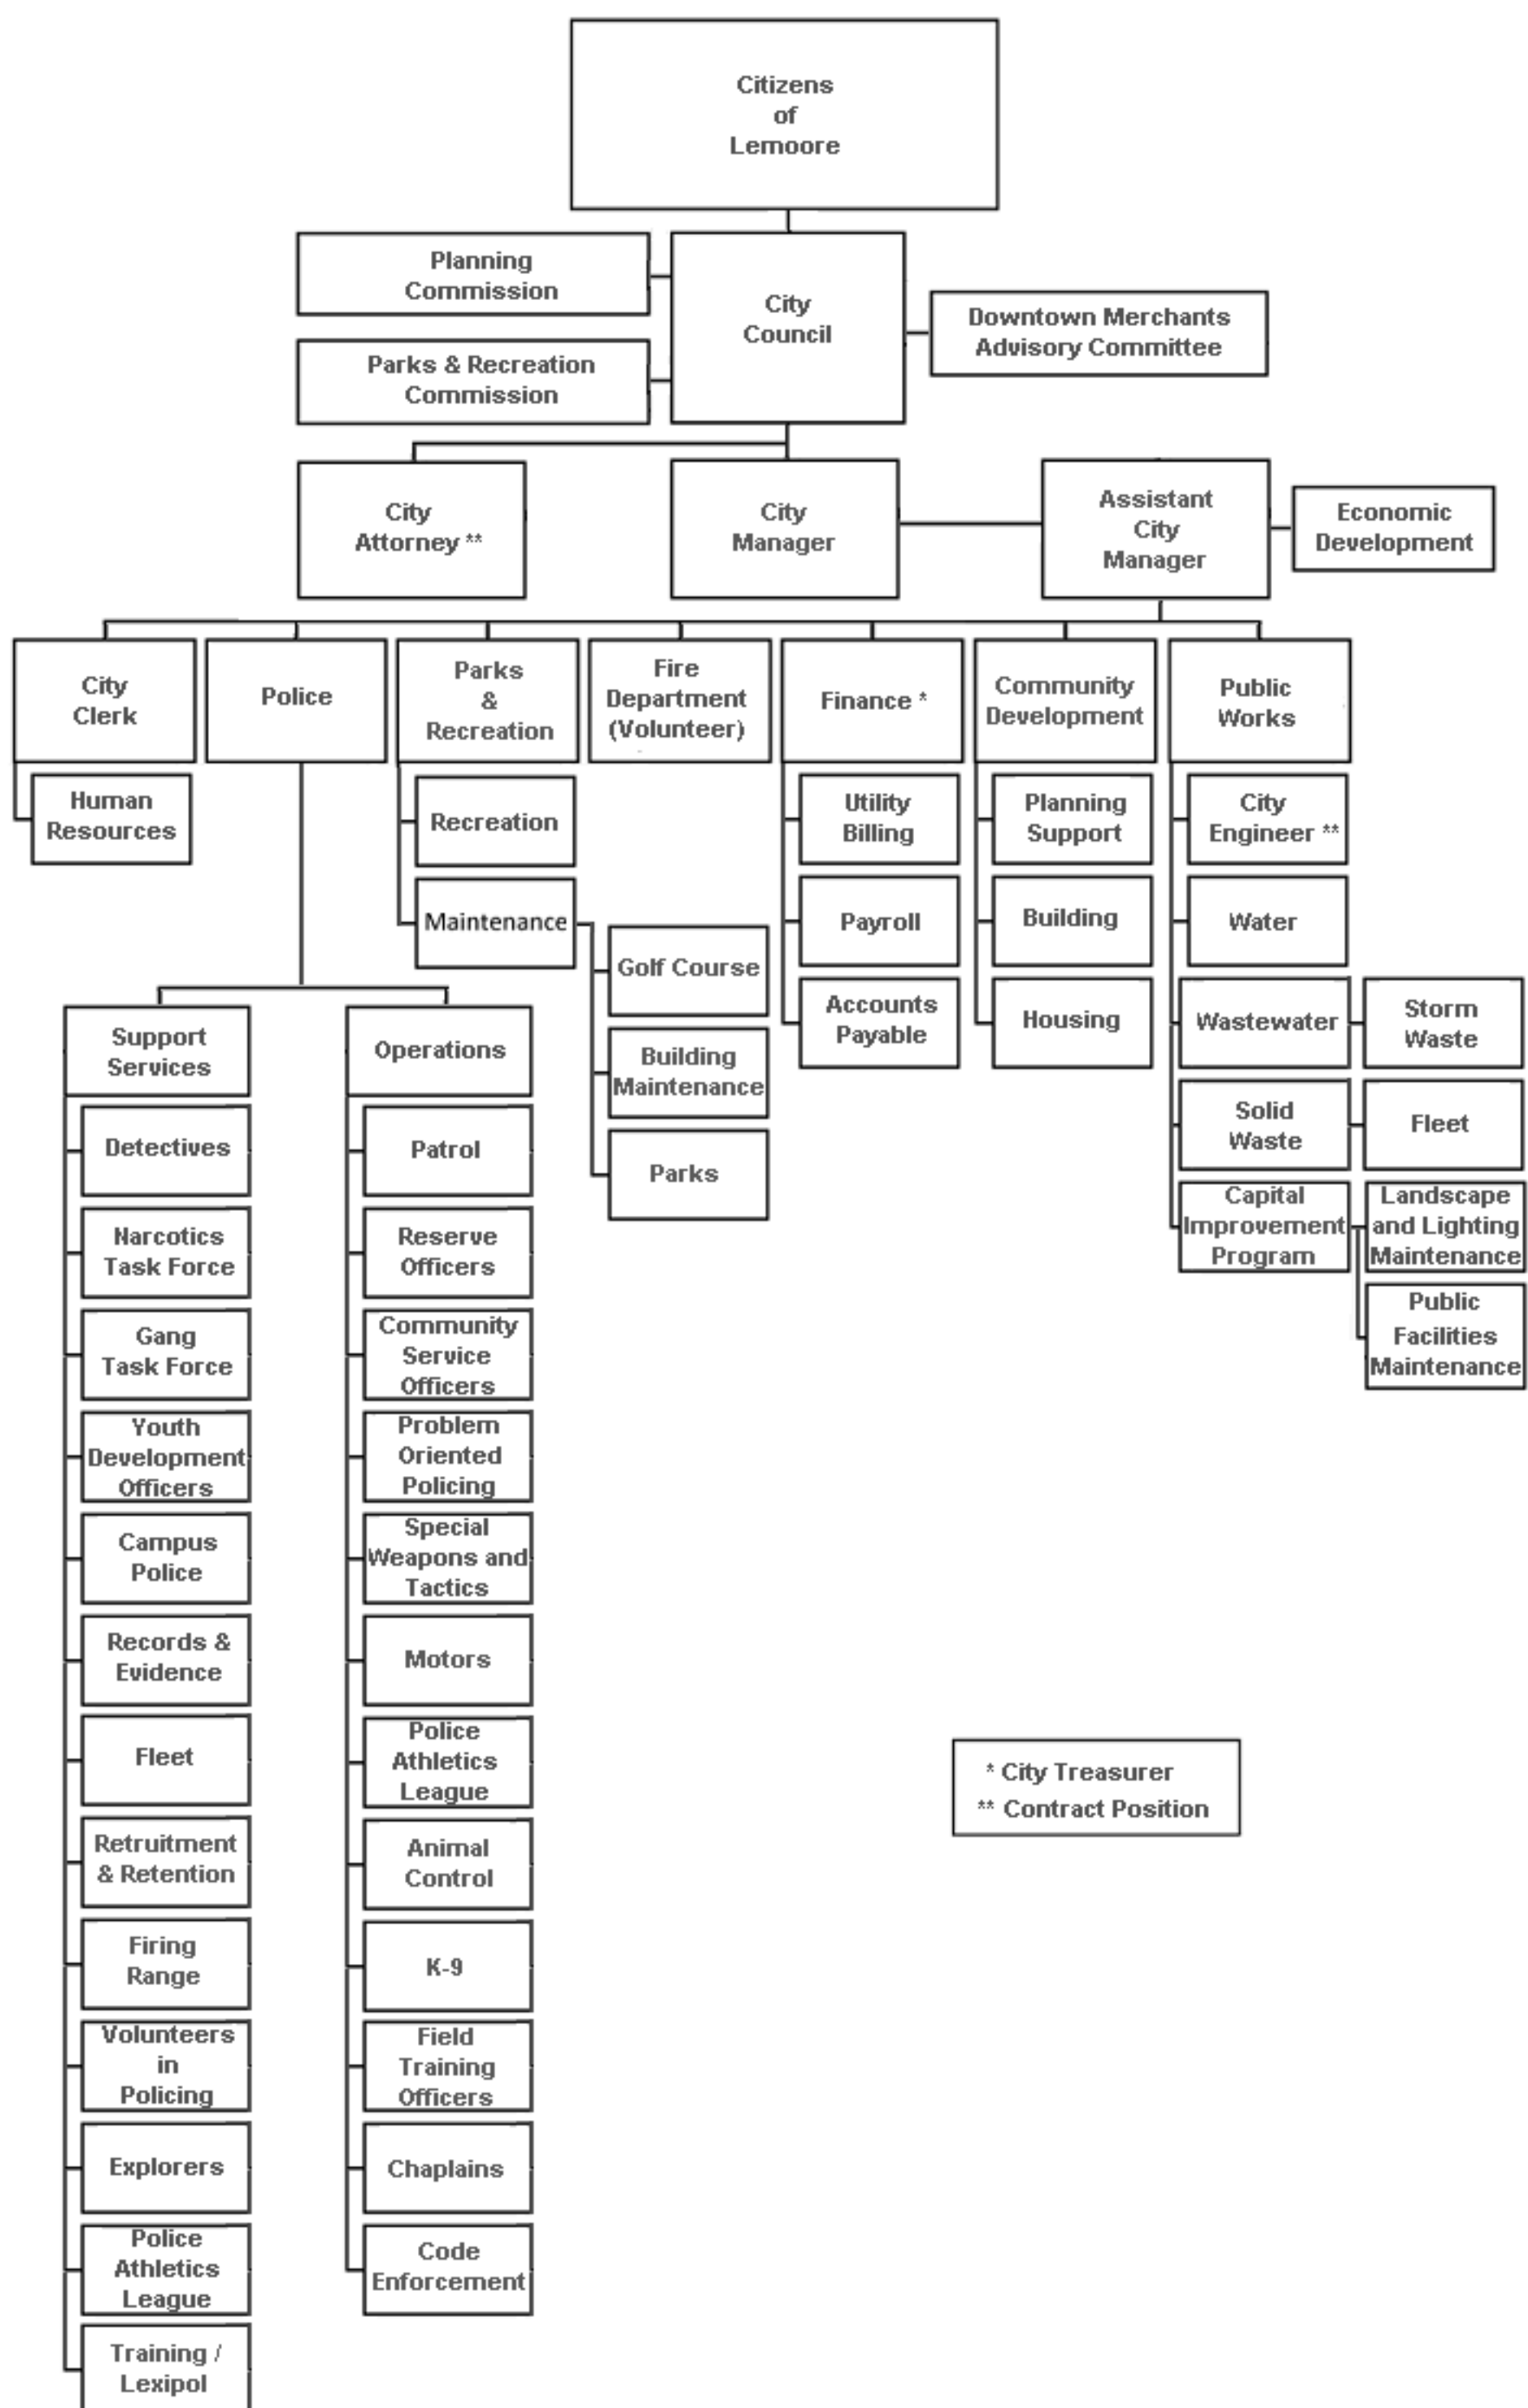 Citizens
of
Lemoore
Planning
Commission
City
Council
Downtown Merchants
Advisory Committee
Parks & Recreation
Commission
City
Attorney **
City
Manager
Assistant
City
Manager
Economic
Development
City
Clerk
Police
Parks
&
Recreation
Fire
Department
(Volunteer)
Finance *
Community
Development
Public
Works
Human
Resources
Recreation
Maintenance
Golf Course
Building
Maintenance
Parks
Utility
Billing
Payroll
Accounts
Payable
Planning
Support
Building
Housing
City
Engineer **
Water
Wastewater
Storm
Waste
Solid
Waste
Fleet
Capital
Improvement
Program
Landscape
and Lighting
Maintenance
Public
Facilities
Maintenance
Support
Services
Detectives
Narcotics
Task Force
Gang
Task Force
Youth
Development
Officers
Campus
Police
Records &
Evidence
Fleet
Retruitment
& Retention
Firing
Range
Volunteers
in
Policing
Explorers
Police
Athletics
League
Training /
Lexipol
Operations
Patrol
Reserve
Officers
Community
Service
Officers
Problem
Oriented
Policing
Special
Weapons and
Tactics
Motors
Police
Athletics
League
Animal
Control
K-9
Field
Training
Officers
Chaplains
Code
Enforcement
* City Treasurer
** Contract Position